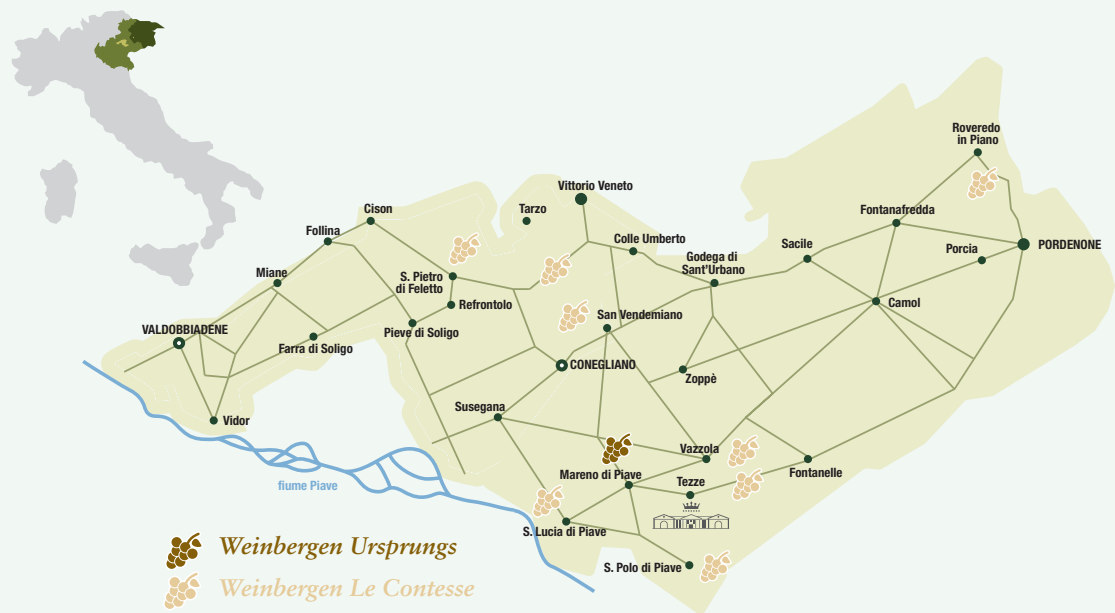 Roveredo
in Piano
Vittorio Veneto
Cison
Tarzo
Fontanafredda
Follina
Colle Umberto
Sacile
Porcia
PORDENONE
Godega di
Sant'Urbano
Miane
S. Pietro
di Feletto
Refrontolo
Camol
San Vendemiano
VALDOBBIADENE
Pieve di Soligo
Farra di Soligo
CONEGLIANO
Zoppè
Susegana
Vidor
Vazzola
Mareno di Piave
Fontanelle
Tezze
fiume Piave
S. Lucia di Piave
Weinbergen Ursprungs
S. Polo di Piave
Weinbergen Le Contesse